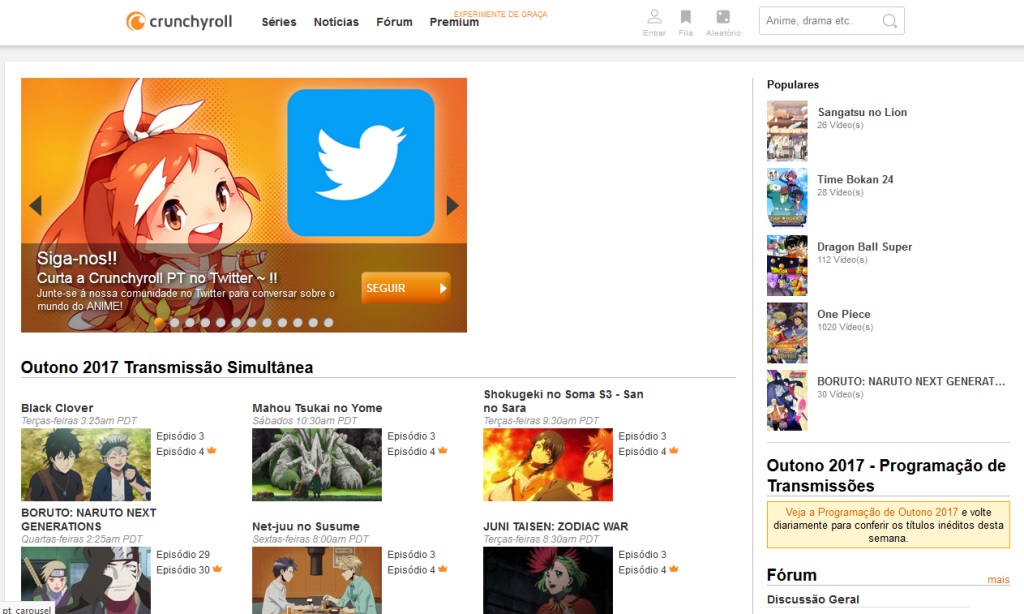 crunchyroll
Séries
Notícias
Fórum
Premium
EXPERIMENTE DE GRAÇA
Entrar
Fila
Aleatório
Anime, drama etc.
Siga-nos!!
Curta a Crunchyroll PT no Twitter ~ !!
Junte-se à nossa comunidade no Twitter para conversar sobre o
mundo do ANIME!
SEGUIR
Outono 2017 Transmissão Simultânea
Black Clover
Terças-feiras 3:25am PDT
Episódio 3
Episódio 4
Mahou Tsukai no Yome
Sábados 10:30am PDT
Episódio 3
Episódio 4
Shokugeki no Soma S3 - San
no Sara
Terças-feiras 9:30am PDT
Episódio 3
Episódio 4
BORUTO: NARUTO NEXT
GENERATIONS
Quartas-feiras 2:25am PDT
Episódio 29
Episódio 30
Net-juu no Susume
Sextas-feiras 8:00am PDT
Episódio 3
Episódio 4
JUNI TAISEN: ZODIAC WAR
Terças-feiras 8:30am PDT
Episódio 3
Episódio 4
pt_carousel
Populares
Sangatsu no Lion
26 Vídeo(s)
Time Bokan 24
28 Vídeo(s)
Dragon Ball Super
112 Vídeo(s)
One Piece
1020 Vídeo(s)
BORUTO: NARUTO NEXT GENERAT...
30 Vídeo(s)
Outono 2017 - Programação de
Transmissões
Veja a Programação de Outono 2017 e volte
diariamente para conferir os títulos inéditos desta
semana.
Fórum
mais
Discussão Geral